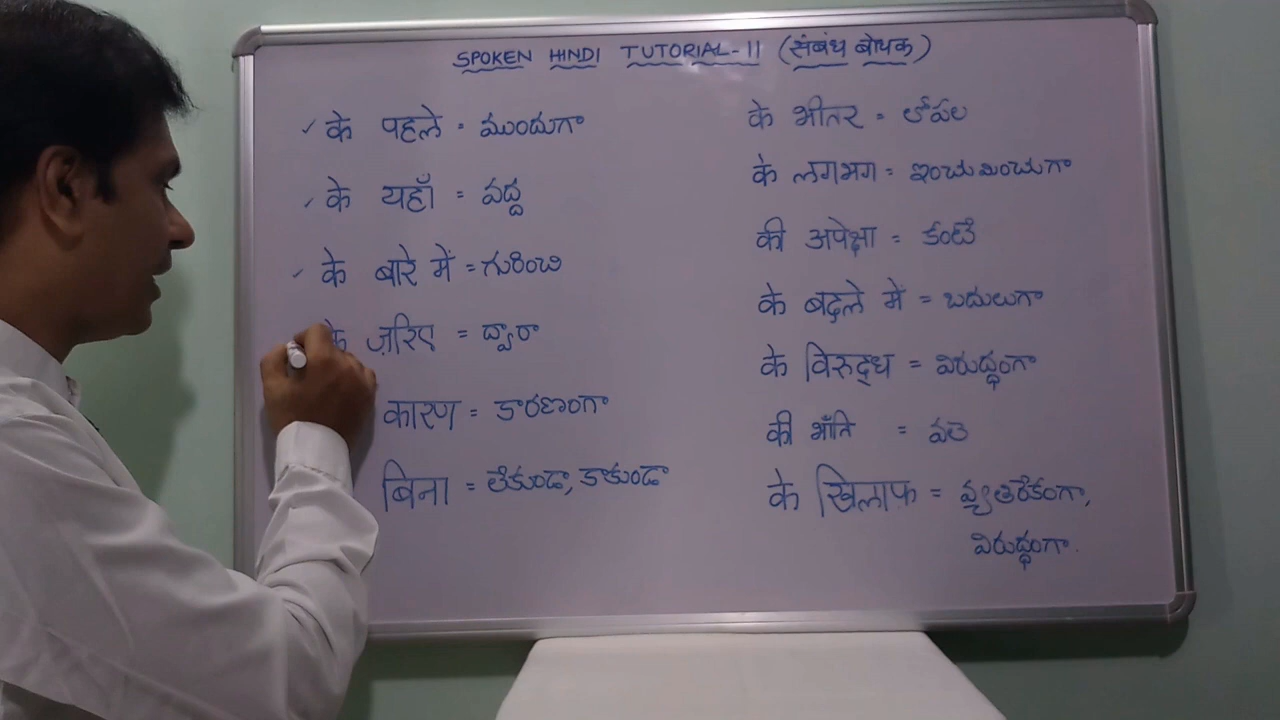 SPOKEN HINDI TUTORIAL-11 (संबंध बोधक)
✓ के पहले = ముందుగా
✓ के यहाँ = వద్ద
✓ के बारे में = గురించి
के ज़रिए = ద్వారా
कारण = కారణంగా
बिना = లేకుండా, కాకుండా
के भीतर = లోపల
के लगभग = ఇంచుమించుగా
की अपेक्षा = కంటే
के बदले में = బదులుగా
के विरुद्ध = విరుద్ధంగా
की भाँति = వలె
के खिलाफ़ = వ్యతిరేకంగా,
విరుద్ధంగా.